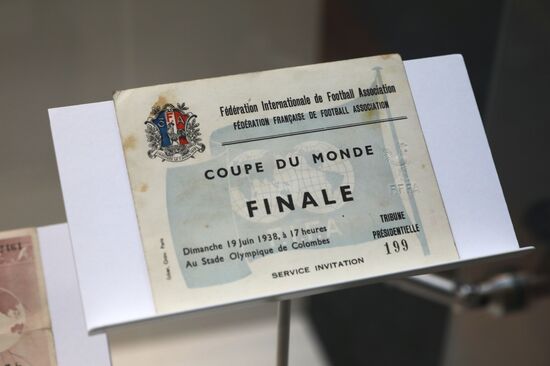 Fédération Internationale de Football Association
FÉDÉRATION FRANÇAISE DE FOOTBALL ASSOCIATION
FFFA
COUPE DU MONDE
FINALE
Dimanche 19 Juin 1938, à 17 heures
Au Stade Olympique de Colombes
TRIBUNE
PRÉSIDENTIELLE
199
SERVICE INVITATION